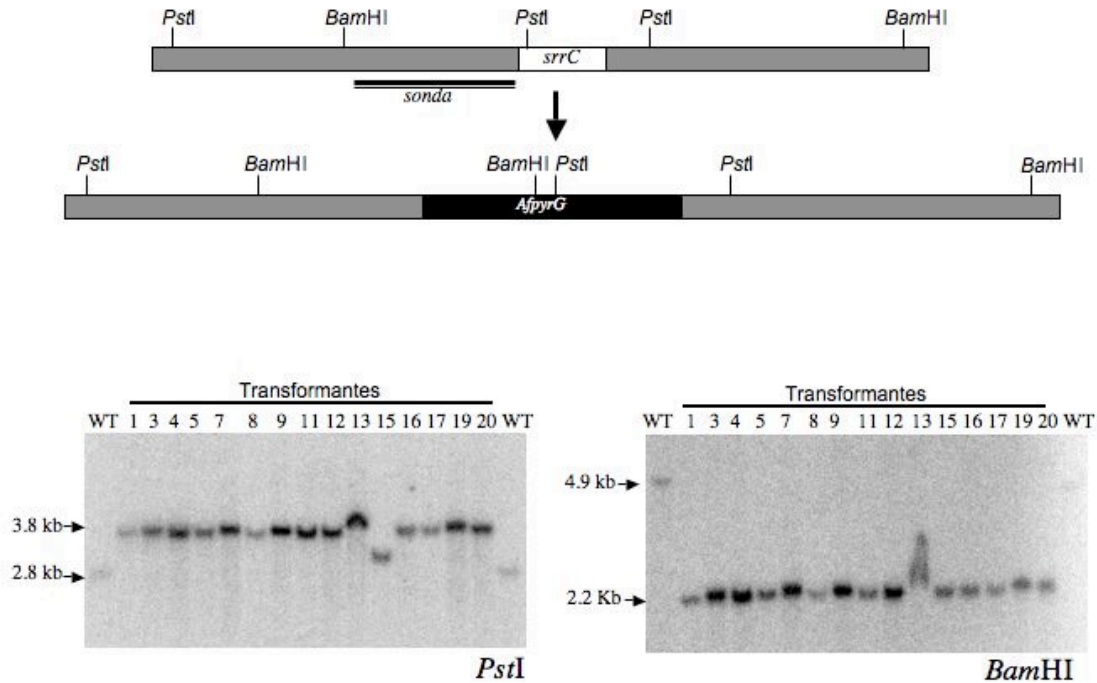 PstI BamHI PstI PstI BamHI
srrC
sonda
PstI BamHI BamHI PstI PstI BamHI
AfpyrG
Transformantes
WT 1 3 4 5 7 8 9 11 12 13 15 16 17 19 20 WT
3.8 kb
2.8 kb
PstI
Transformantes
WT 1 3 4 5 7 8 9 11 12 13 15 16 17 19 20 WT
4.9 kb
2.2 Kb
BamHI